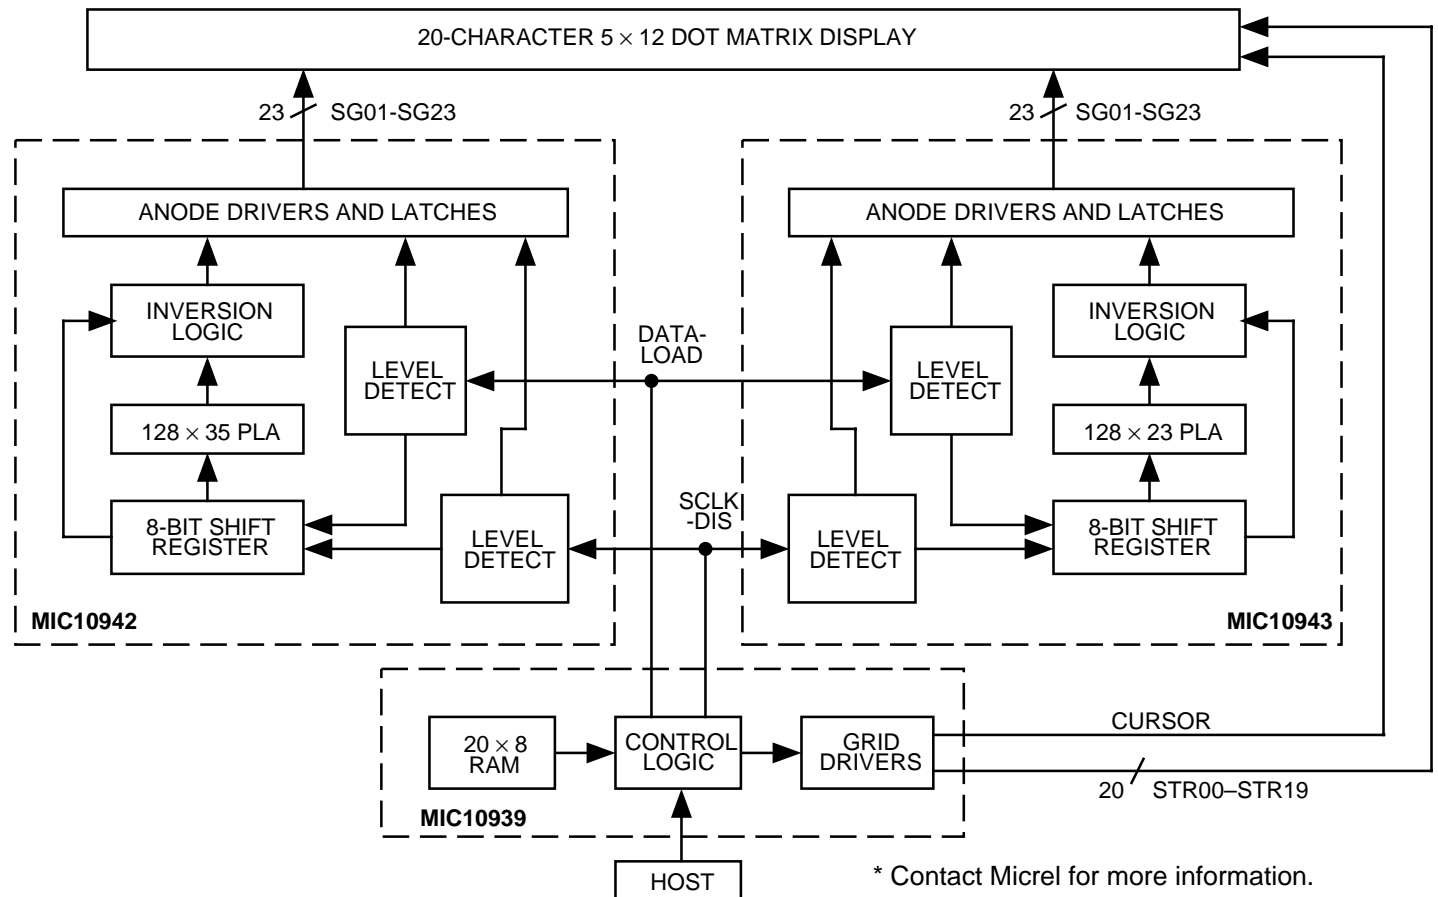 20-CHARACTER 5 × 12 DOT MATRIX DISPLAY
23 SG01-SG23
23 SG01-SG23
ANODE DRIVERS AND LATCHES
INVERSION
LOGIC
LEVEL
DETECT
128 × 35 PLA
8-BIT SHIFT
REGISTER
LEVEL
DETECT
MIC10942
DATA-
LOAD
SCLK
-DIS
ANODE DRIVERS AND LATCHES
INVERSION
LOGIC
LEVEL
DETECT
128 × 23 PLA
8-BIT SHIFT
REGISTER
LEVEL
DETECT
MIC10943
20 × 8
RAM
CONTROL
LOGIC
GRID
DRIVERS
MIC10939
CURSOR
20 STR00–STR19
HOST
* Contact Micrel for more information.